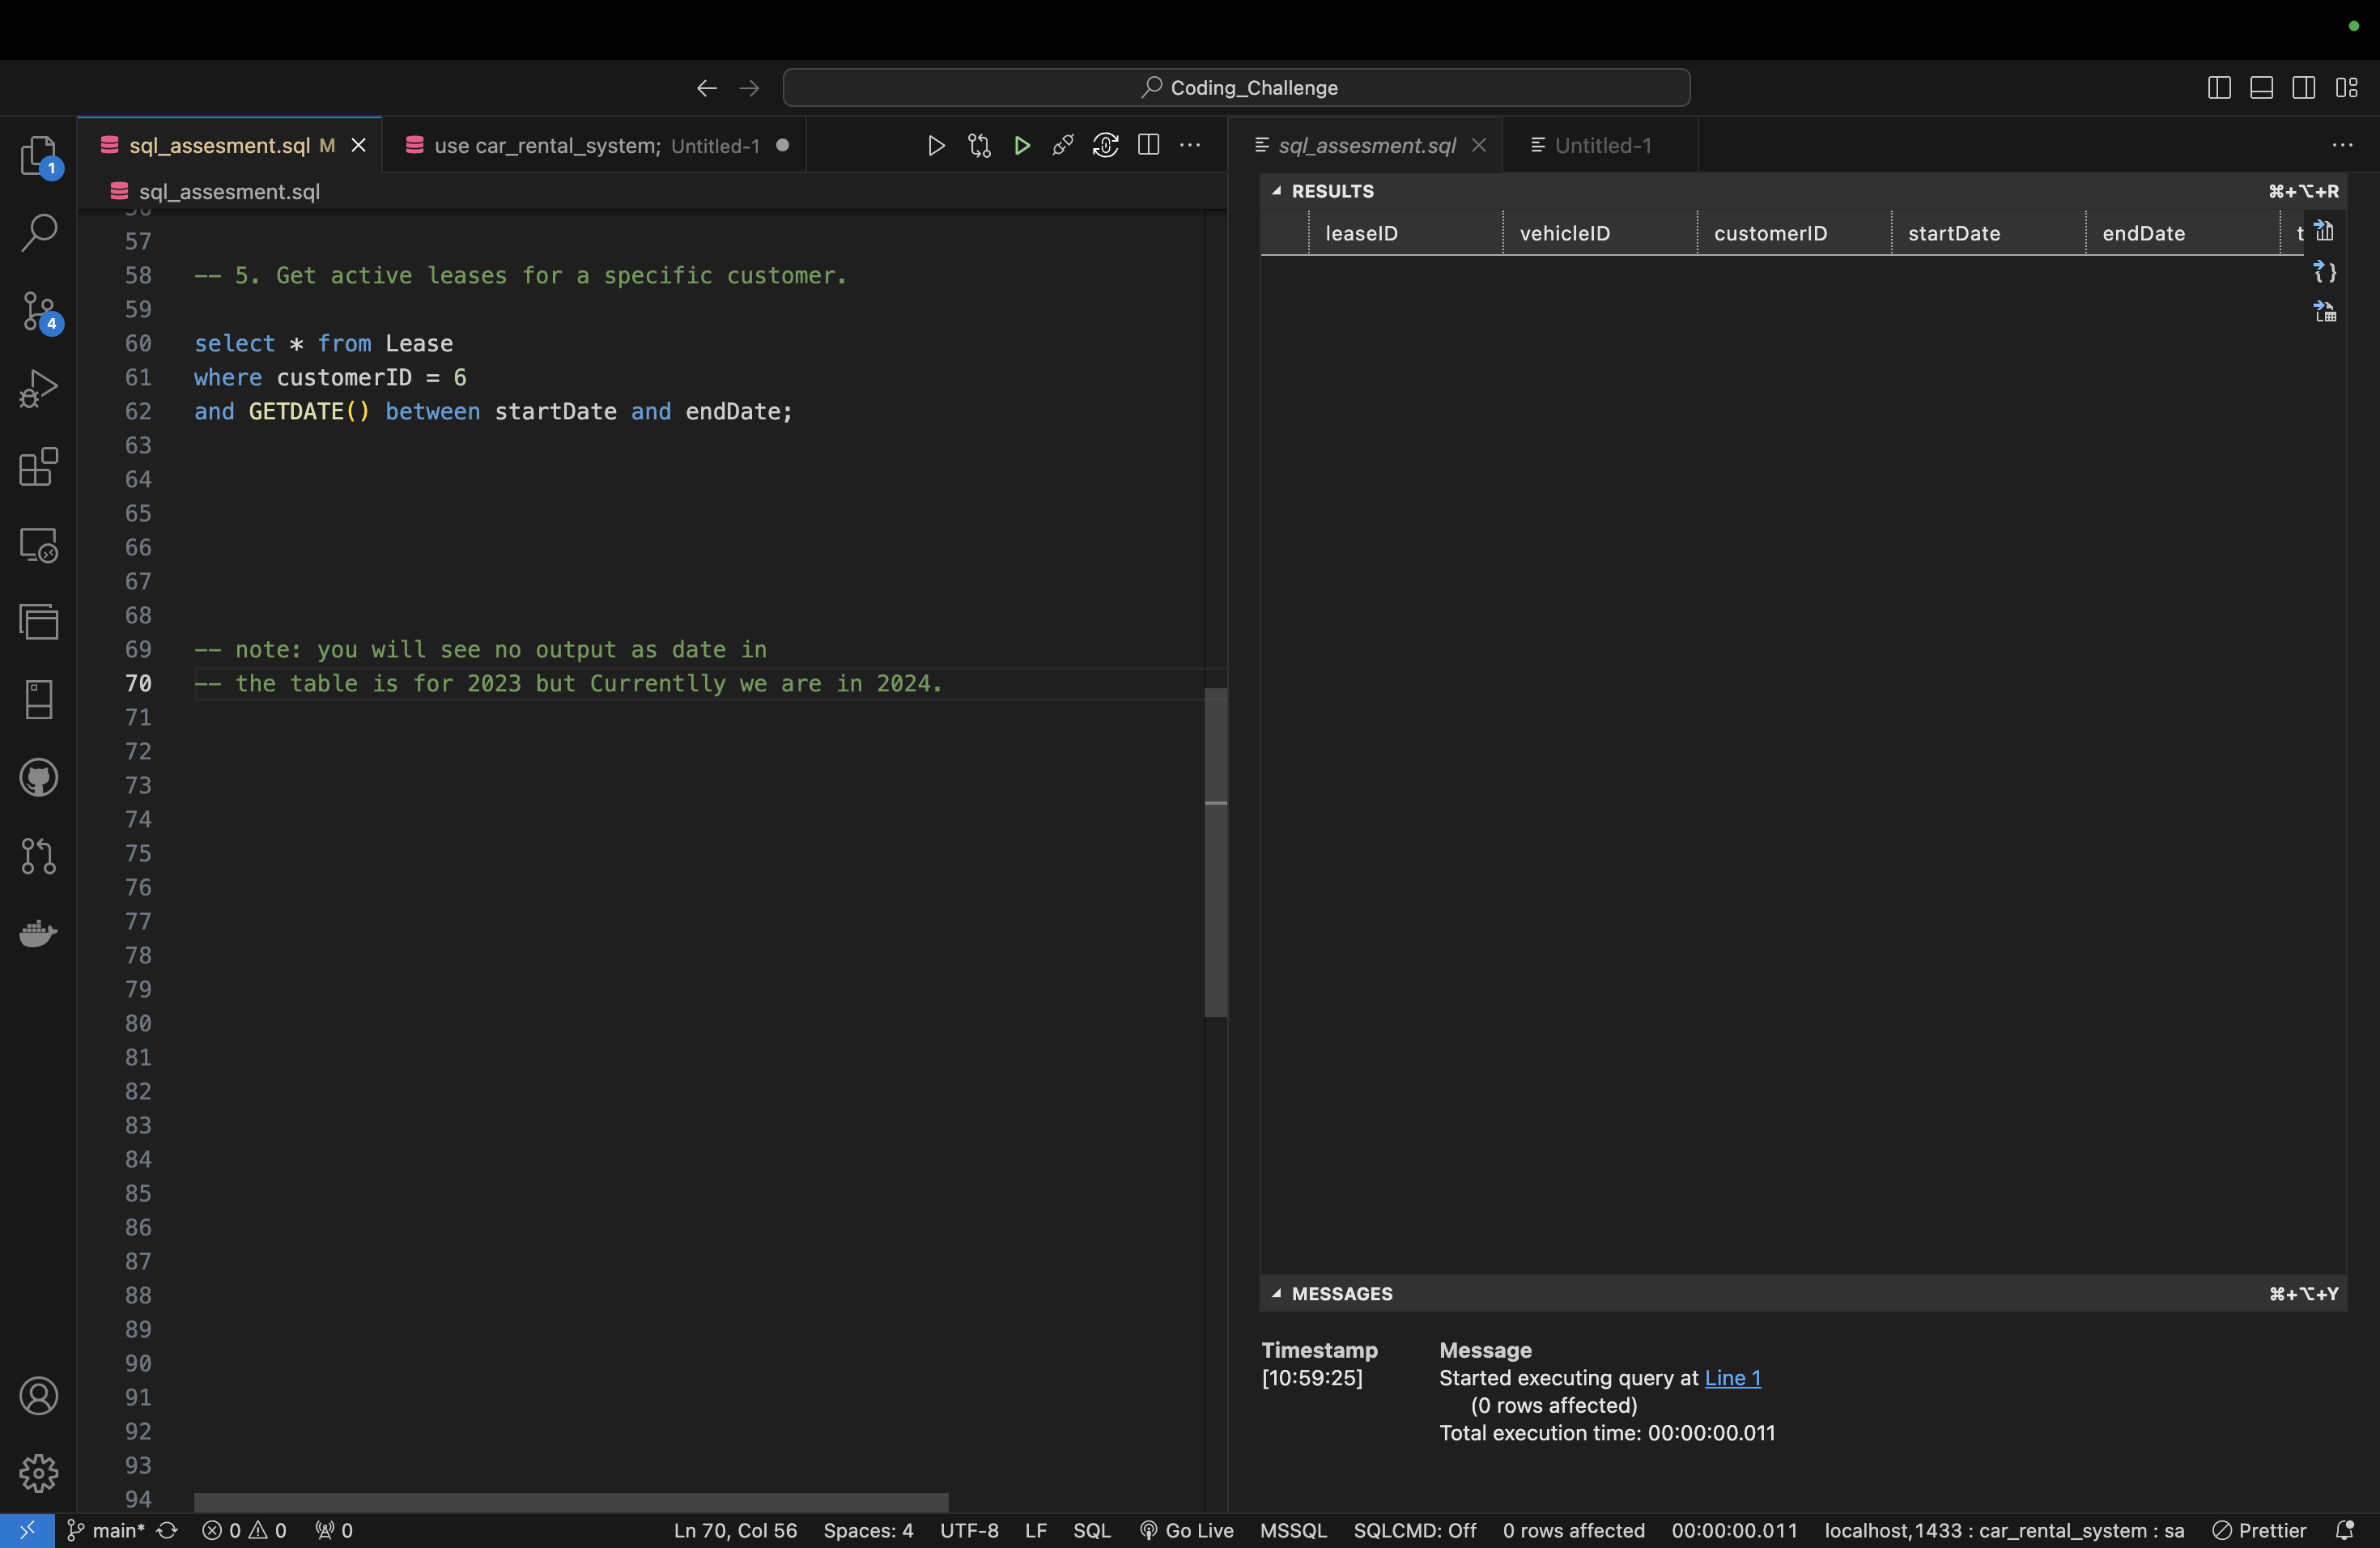 Coding_Challenge
sql_assesment.sql M
use car_rental_system; Untitled-1
sql_assesment.sql
Untitled-1
sql_assesment.sql
1
4
56
57
58 -- 5. Get active leases for a specific customer.
59
60 select * from Lease
61 where customerID = 6
62 and GETDATE() between startDate and endDate;
63
64
65
66
67
68
69 -- note: you will see no output as date in
70 -- the table is for 2023 but Currentlly we are in 2024.
71
72
73
74
75
76
77
78
79
80
81
82
83
84
85
86
87
88
89
90
91
92
93
94
RESULTS ⌘+⌥+R
leaseID vehicleID customerID startDate endDate t
MESSAGES ⌘+⌥+Y
Timestamp Message
[10:59:25] Started executing query at Line 1
(0 rows affected)
Total execution time: 00:00:00.011
main* 0 0 0 Ln 70, Col 56 Spaces: 4 UTF-8 LF SQL Go Live MSSQL SQLCMD: Off 0 rows affected 00:00:00.011 localhost,1433 : car_rental_system : sa Prettier